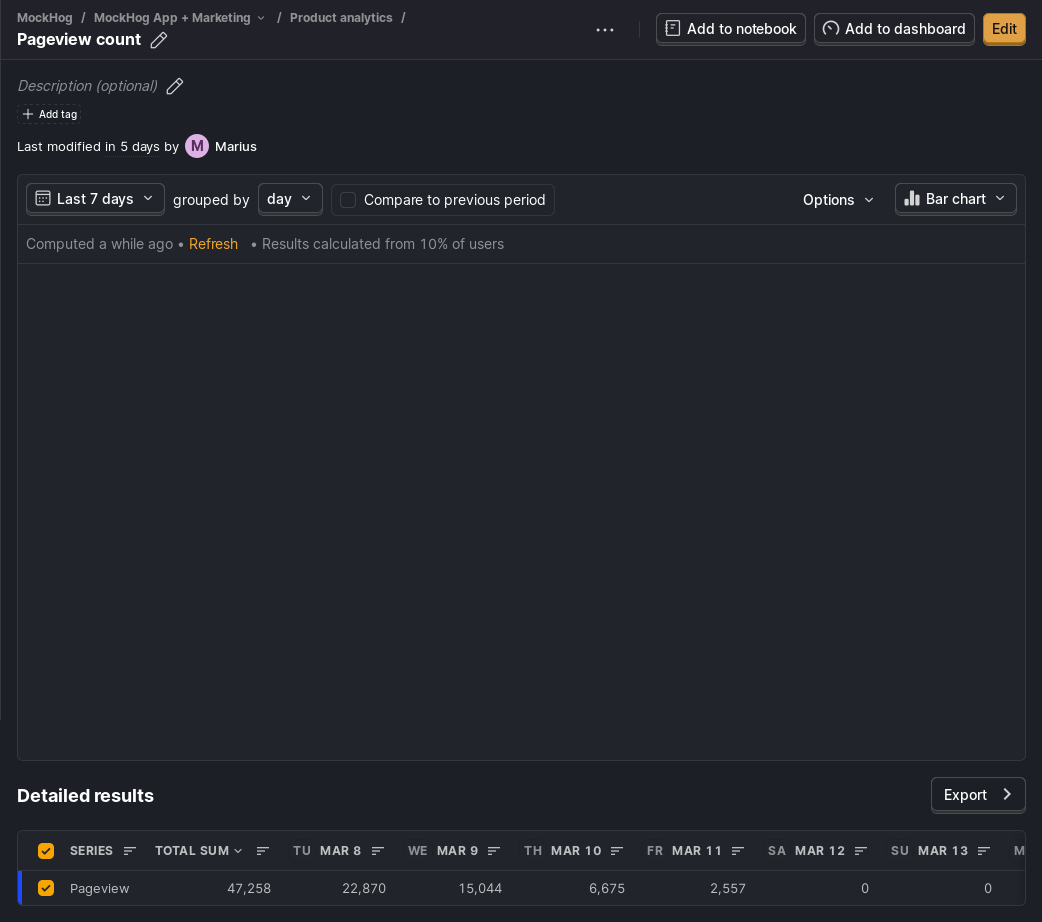 MockHog / MockHog App + Marketing / Product analytics /
Pageview count
Add to notebook
Add to dashboard
Edit
Description (optional)
Add tag
Last modified in 5 days by M Marius
Last 7 days grouped by day Compare to previous period Options Bar chart
Computed a while ago • Refresh • Results calculated from 10% of users
Detailed results
Export
SERIES TOTAL SUM TU MAR 8 WE MAR 9 TH MAR 10 FR MAR 11 SA MAR 12 SU MAR 13 M
Pageview 47,258 22,870 15,044 6,675 2,557 0 0